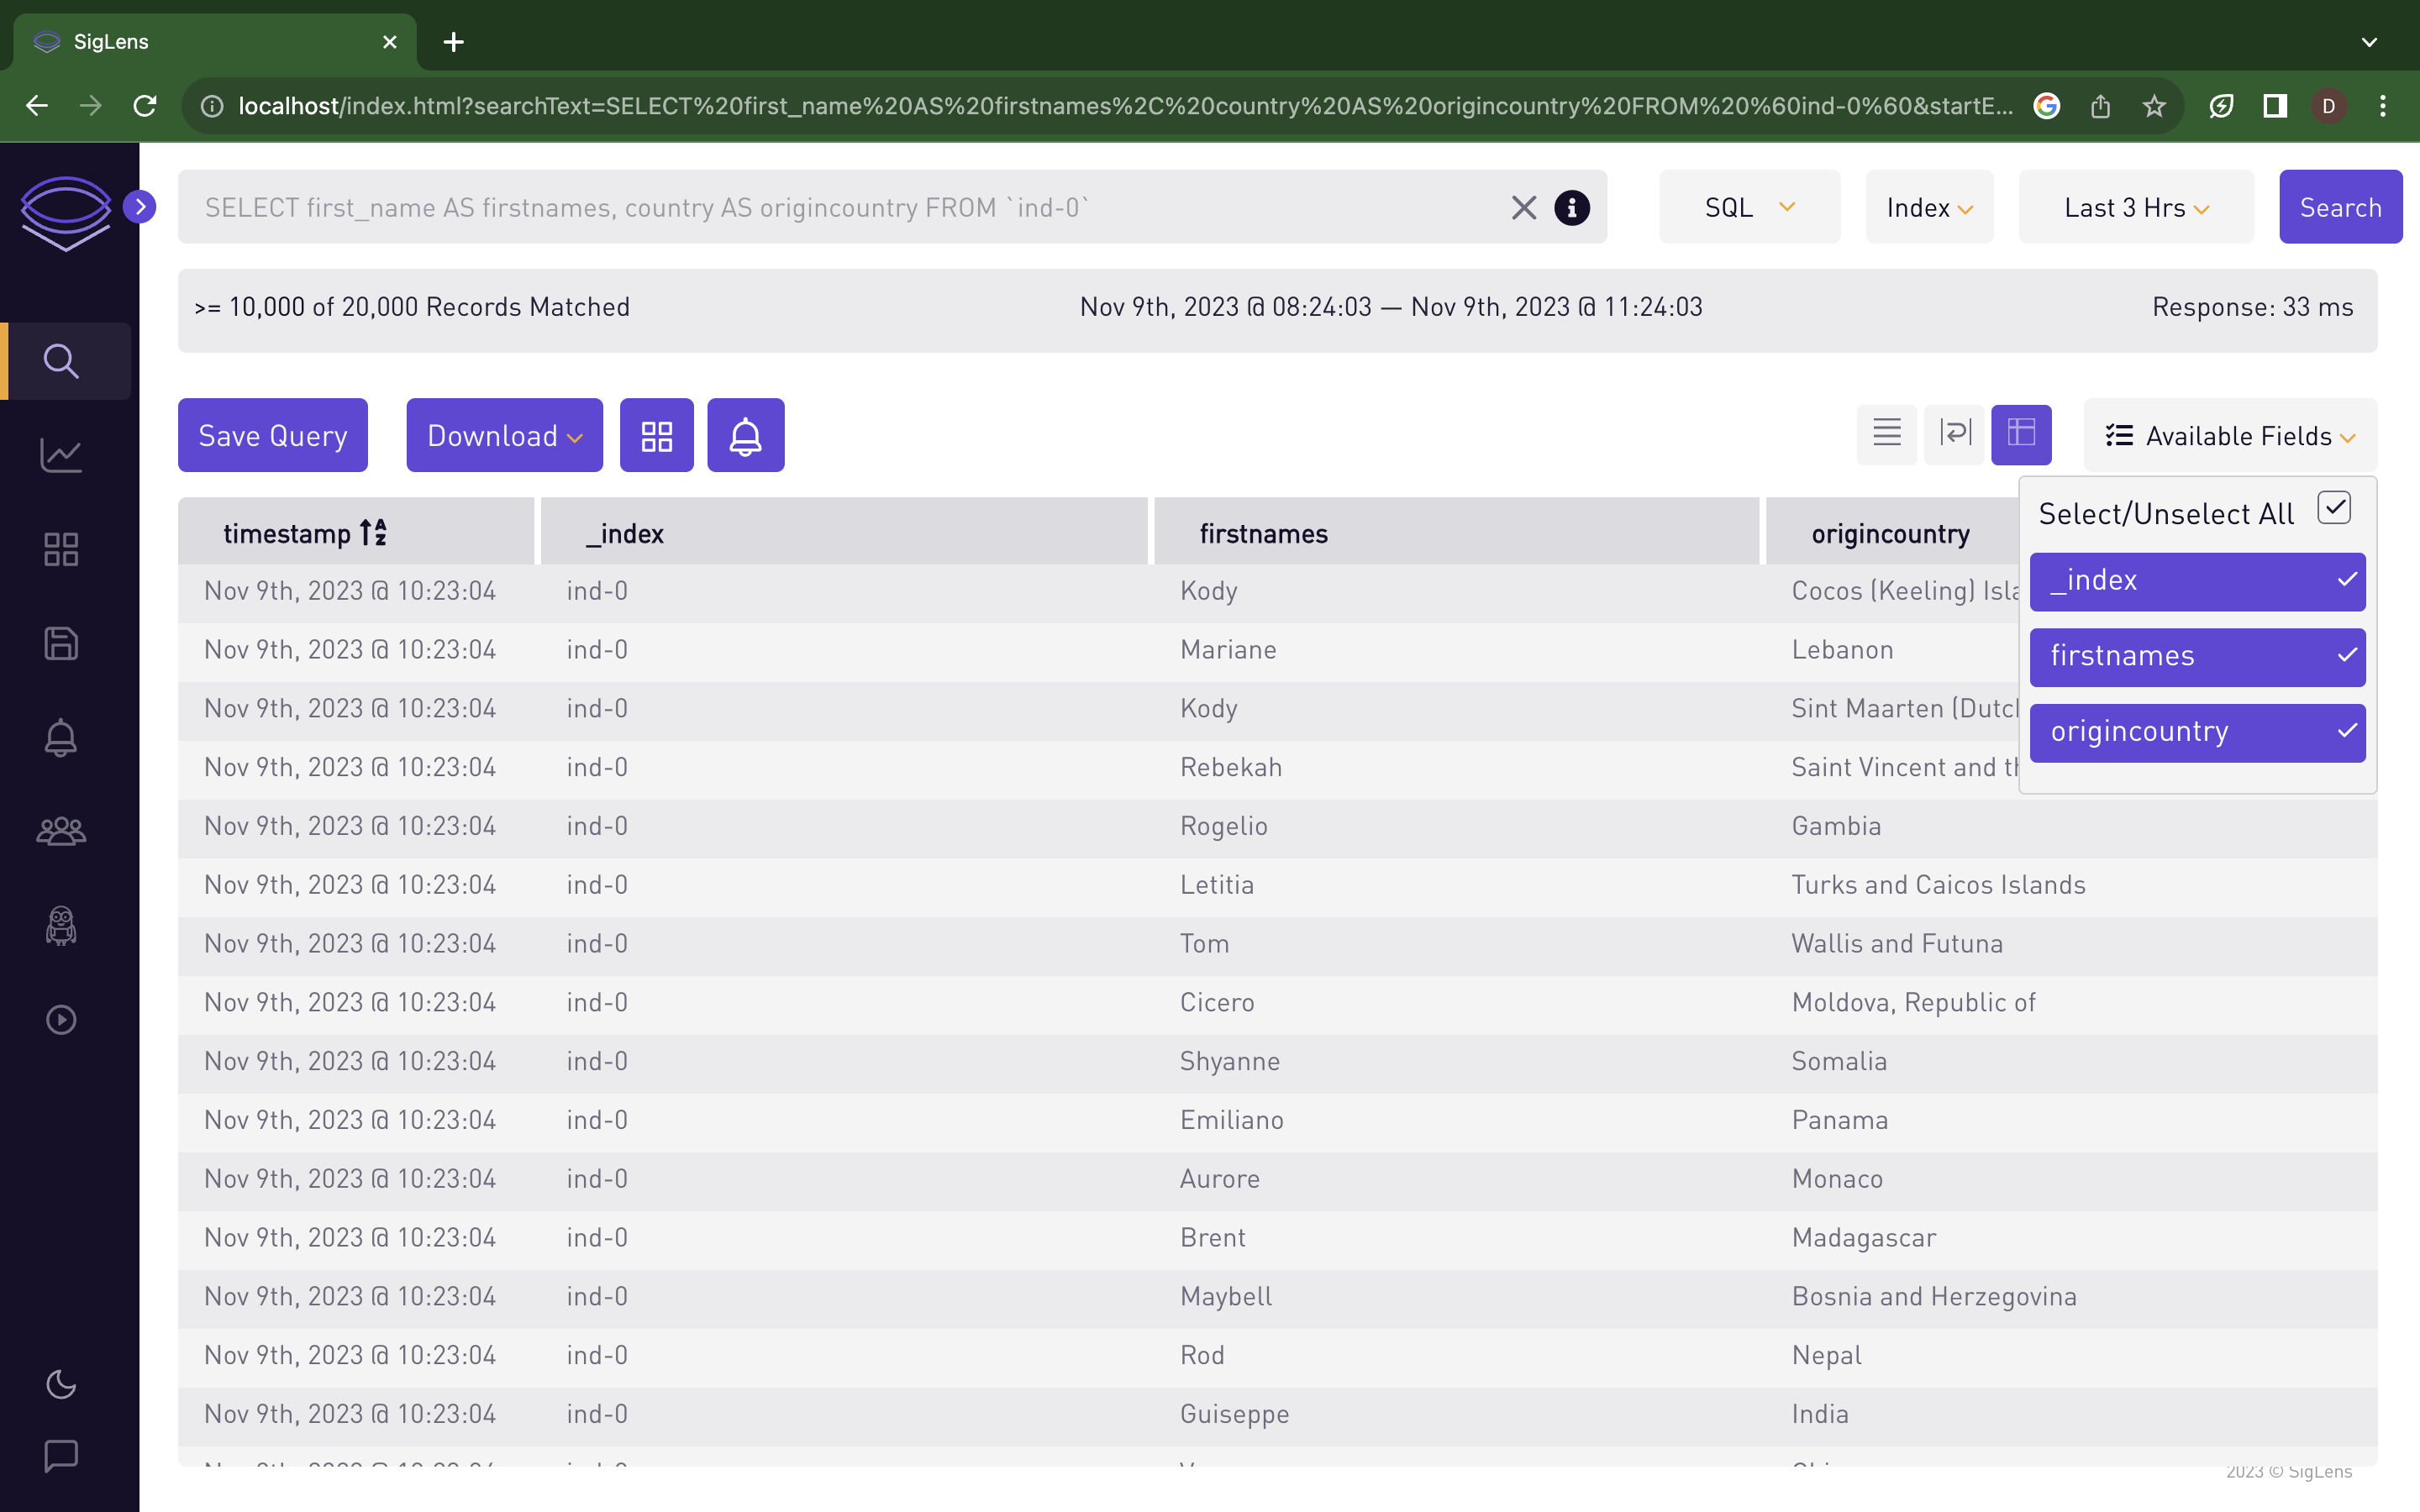 SigLens
localhost/index.html?searchText=SELECT%20first_name%20AS%20firstnames%2C%20country%20AS%20origincountry%20FROM%20%60ind-0%60&startE...
D
SELECT first_name AS firstnames, country AS origincountry FROM `ind-0`
SQL
Index
Last 3 Hrs
Search
>= 10,000 of 20,000 Records Matched
Nov 9th, 2023 @ 08:24:03 — Nov 9th, 2023 @ 11:24:03
Response: 33 ms
Save Query
Download
Available Fields
Select/Unselect All
_index
firstnames
origincountry
timestamp _index firstnames origincountry
Nov 9th, 2023 @ 10:23:04 ind-0 Kody Cocos (Keeling)
Nov 9th, 2023 @ 10:23:04 ind-0 Mariane Lebanon
Nov 9th, 2023 @ 10:23:04 ind-0 Kody Sint Maarten
Nov 9th, 2023 @ 10:23:04 ind-0 Rebekah Saint Vincent and
Nov 9th, 2023 @ 10:23:04 ind-0 Rogelio Gambia
Nov 9th, 2023 @ 10:23:04 ind-0 Letitia Turks and Caicos Islands
Nov 9th, 2023 @ 10:23:04 ind-0 Tom Wallis and Futuna
Nov 9th, 2023 @ 10:23:04 ind-0 Cicero Moldova, Republic of
Nov 9th, 2023 @ 10:23:04 ind-0 Shyanne Somalia
Nov 9th, 2023 @ 10:23:04 ind-0 Emiliano Panama
Nov 9th, 2023 @ 10:23:04 ind-0 Aurore Monaco
Nov 9th, 2023 @ 10:23:04 ind-0 Brent Madagascar
Nov 9th, 2023 @ 10:23:04 ind-0 Maybell Bosnia and Herzegovina
Nov 9th, 2023 @ 10:23:04 ind-0 Rod Nepal
Nov 9th, 2023 @ 10:23:04 ind-0 Guiseppe India
2023 © SigLens